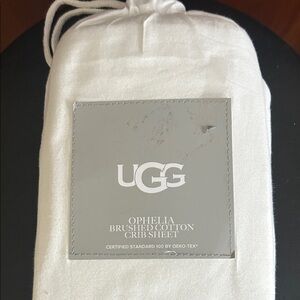 UGG
OPHELIA
BRUSHED COTTON
CRIB SHEET
CERTIFIED STANDARD 100 BY OEKO-TEX®